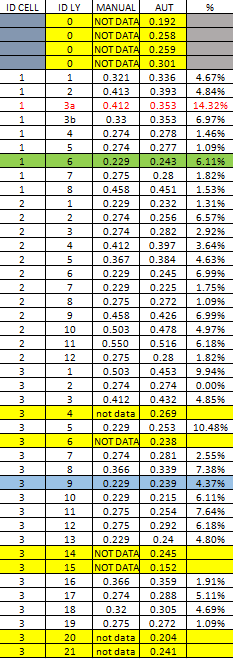 ID CELL ID LY MANUAL AUT %
0 NOT DATA 0.192
0 NOT DATA 0.258
0 NOT DATA 0.259
0 NOT DATA 0.301
1 1 0.321 0.336 4.67%
1 2 0.413 0.393 4.84%
1 3a 0.412 0.353 14.32%
1 3b 0.33 0.353 6.97%
1 4 0.274 0.278 1.46%
1 5 0.274 0.277 1.09%
1 6 0.229 0.243 6.11%
1 7 0.275 0.28 1.82%
1 8 0.458 0.451 1.53%
2 1 0.229 0.232 1.31%
2 2 0.274 0.256 6.57%
2 3 0.274 0.282 2.92%
2 4 0.412 0.397 3.64%
2 5 0.367 0.384 4.63%
2 6 0.229 0.245 6.99%
2 7 0.229 0.225 1.75%
2 8 0.275 0.272 1.09%
2 9 0.458 0.426 6.99%
2 10 0.503 0.478 4.97%
2 11 0.550 0.516 6.18%
2 12 0.275 0.28 1.82%
3 1 0.503 0.453 9.94%
3 2 0.274 0.274 0.00%
3 3 0.412 0.432 4.85%
3 4 not data 0.269
3 5 0.229 0.253 10.48%
3 6 NOT DATA 0.238
3 7 0.274 0.281 2.55%
3 8 0.366 0.339 7.38%
3 9 0.229 0.239 4.37%
3 10 0.229 0.215 6.11%
3 11 0.275 0.254 7.64%
3 12 0.275 0.292 6.18%
3 13 0.229 0.24 4.80%
3 14 NOT DATA 0.245
3 15 NOT DATA 0.152
3 16 0.366 0.359 1.91%
3 17 0.274 0.288 5.11%
3 18 0.32 0.305 4.69%
3 19 0.275 0.272 1.09%
3 20 not data 0.204
3 21 not data 0.241